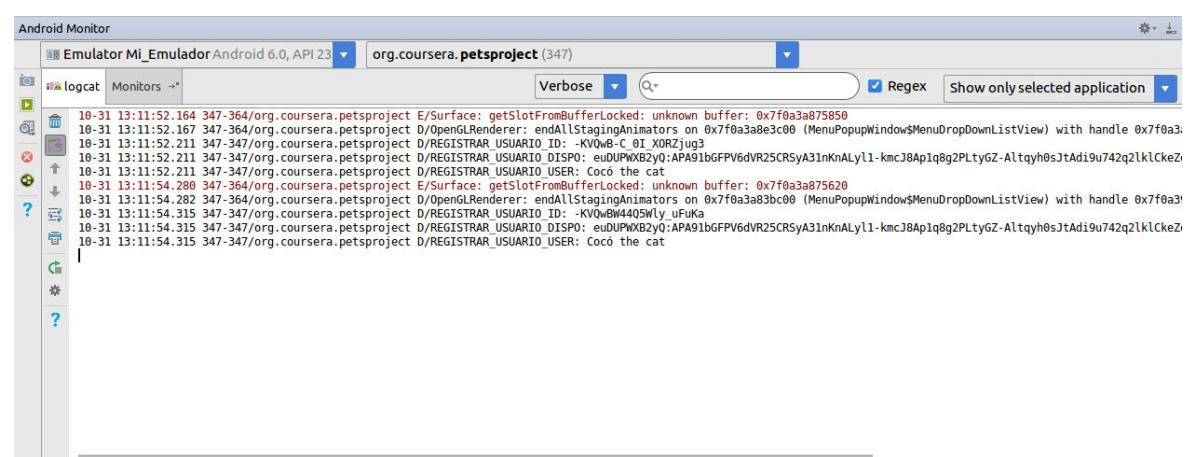 Android Monitor
Emulator Mi_Emulador Android 6.0, API 23
org.coursera.petsproject (347)
logcat
Monitors
Verbose
Regex
Show only selected application
10-31 13:11:52.164 347-364/org.coursera.petsproject E/Surface: getSlotFromBufferLocked: unknown buffer: 0x7f0a3a875850
10-31 13:11:52.167 347-364/org.coursera.petsproject D/OpenGLRenderer: endAllStagingAnimators on 0x7f0a3a8e3c00 (MenuPopupWindow$MenuDropDownListView) with handle 0x7f0a3a
10-31 13:11:52.211 347-347/org.coursera.petsproject D/REGISTRAR_USUARIO_ID: -KVQwB-C_0I_XORZjug3
10-31 13:11:52.211 347-347/org.coursera.petsproject D/REGISTRAR_USUARIO_DISPO: euDUPWXB2yQ:APA91bGFPV6dVR25CRSyA31nKnALyl1-kmcJ8Ap1q8g2PLtyGZ-Altqyh0sJtAdi9u742q2lklCkeZ
10-31 13:11:52.211 347-347/org.coursera.petsproject D/REGISTRAR_USUARIO_USER: Cocó the cat
10-31 13:11:54.280 347-364/org.coursera.petsproject E/Surface: getSlotFromBufferLocked: unknown buffer: 0x7f0a3a875620
10-31 13:11:54.282 347-364/org.coursera.petsproject D/OpenGLRenderer: endAllStagingAnimators on 0x7f0a3a83bc00 (MenuPopupWindow$MenuDropDownListView) with handle 0x7f0a39
10-31 13:11:54.315 347-347/org.coursera.petsproject D/REGISTRAR_USUARIO_ID: -KVQwBW44Q5Wly_uFuKa
10-31 13:11:54.315 347-347/org.coursera.petsproject D/REGISTRAR_USUARIO_DISPO: euDUPWXB2yQ:APA91bGFPV6dVR25CRSyA31nKnALyl1-kmcJ8Ap1q8g2PLtyGZ-Altqyh0sJtAdi9u742q2lklCkeZ
10-31 13:11:54.315 347-347/org.coursera.petsproject D/REGISTRAR_USUARIO_USER: Cocó the cat